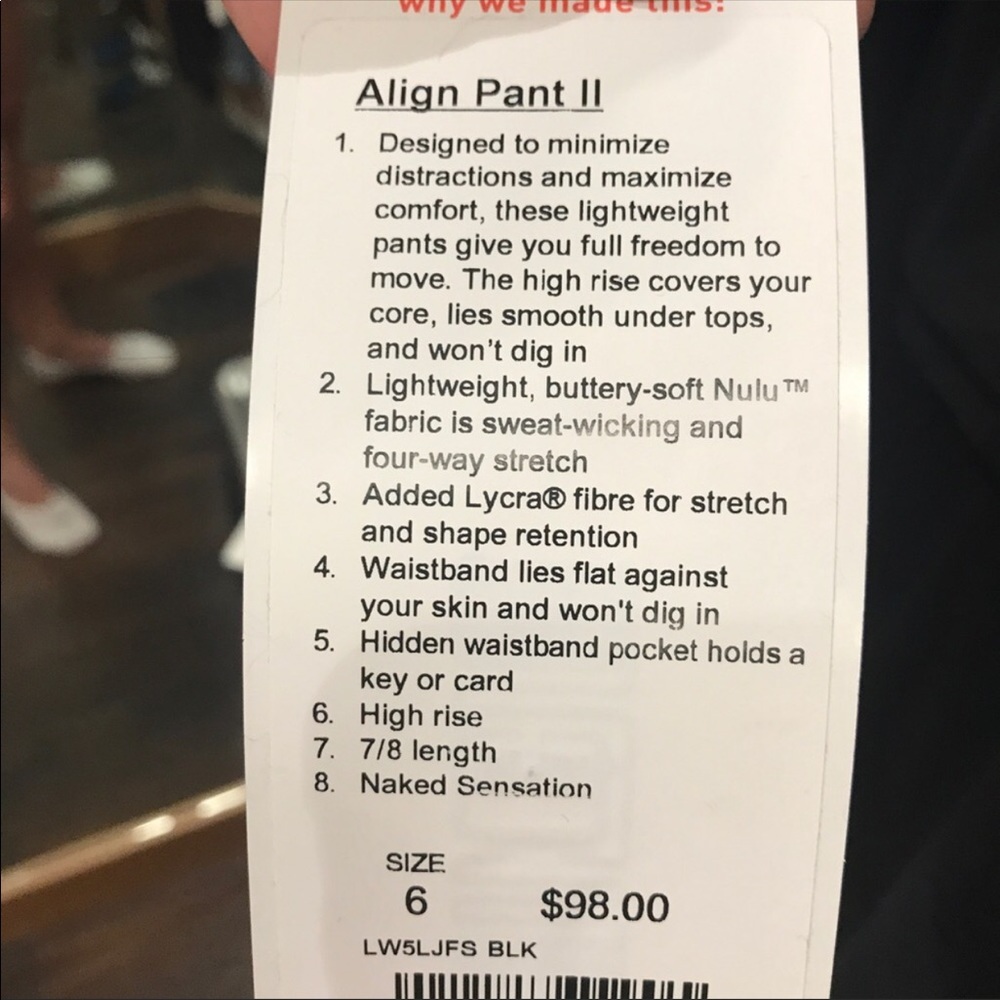 why we made this:
Align Pant II
1. Designed to minimize
distractions and maximize
comfort, these lightweight
pants give you full freedom to
move. The high rise covers your
core, lies smooth under tops,
and won't dig in
2. Lightweight, buttery-soft Nulu™
fabric is sweat-wicking and
four-way stretch
3. Added Lycra® fibre for stretch
and shape retention
4. Waistband lies flat against
your skin and won't dig in
5. Hidden waistband pocket holds a
key or card
6. High rise
7. 7/8 length
8. Naked Sensation
SIZE
6 $98.00
LW5LJFS BLK